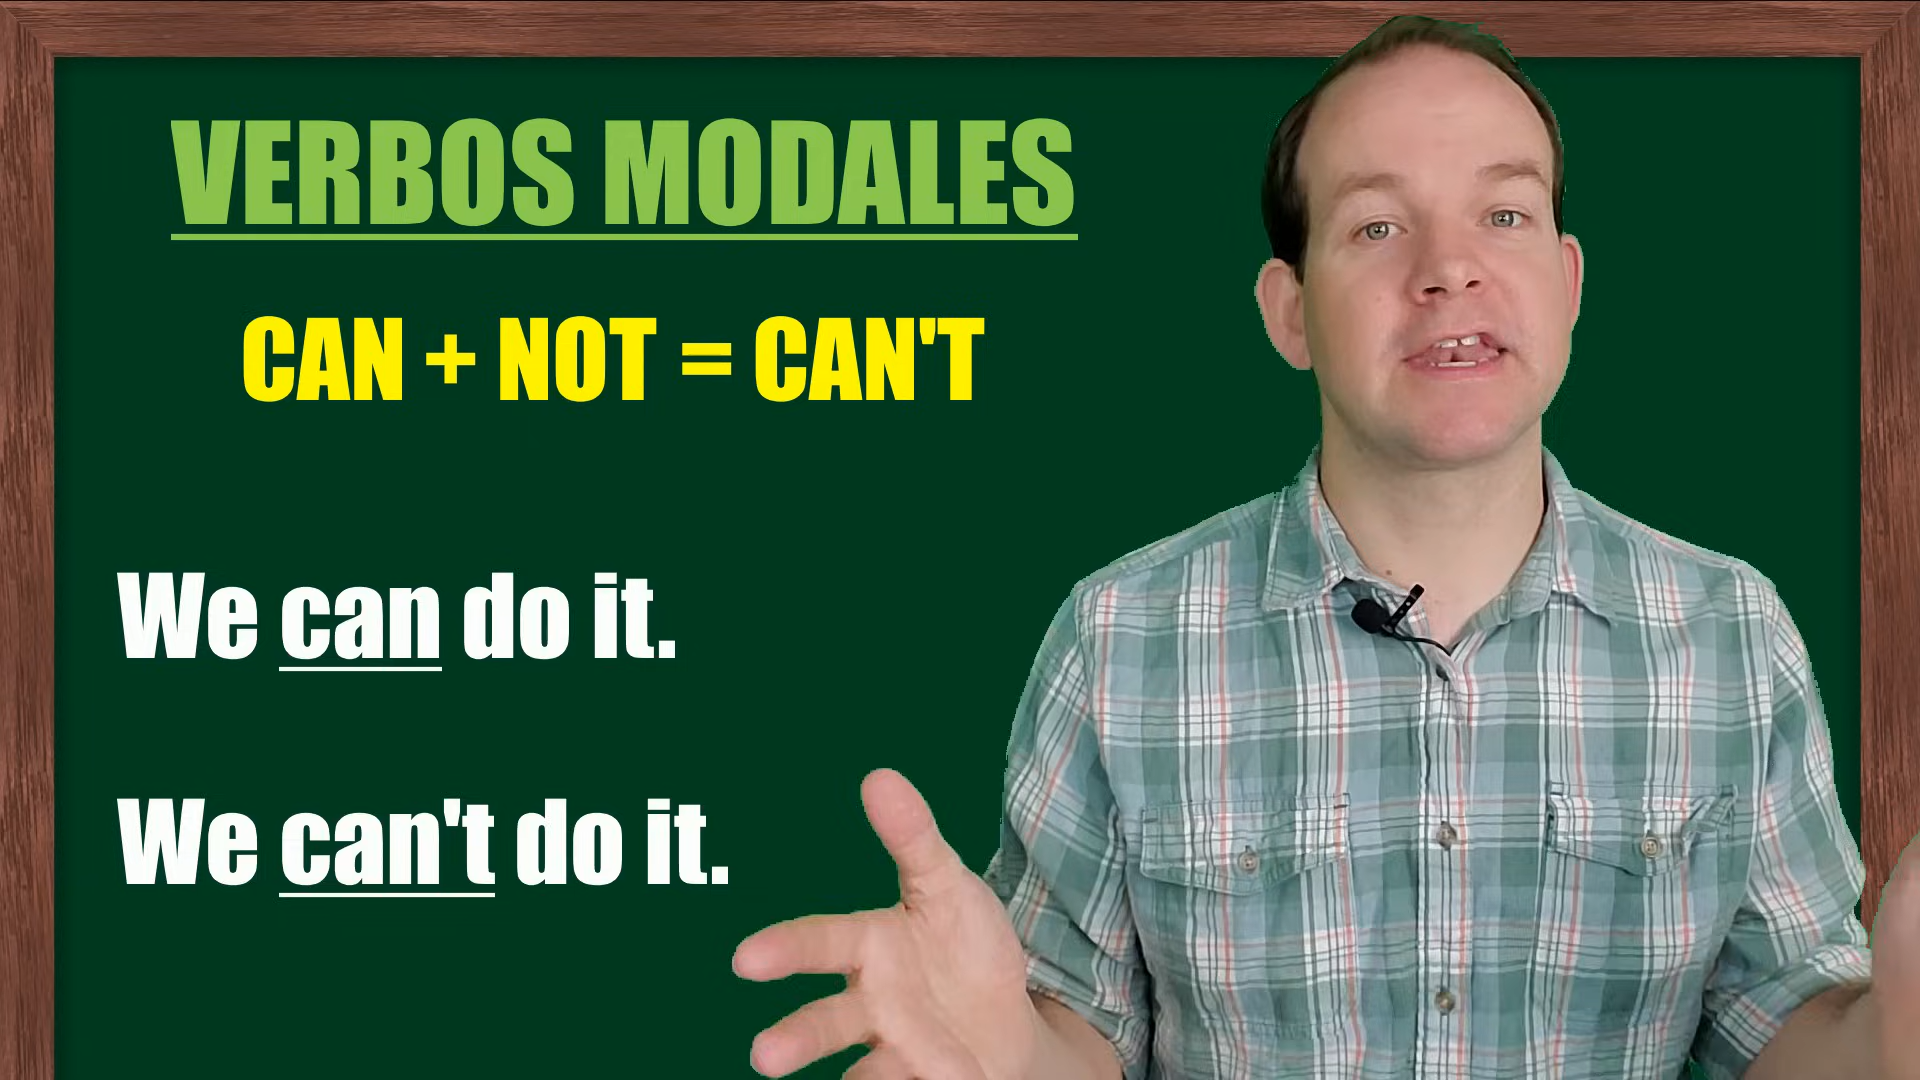 VERBOS MODALES
CAN + NOT = CAN'T
We can do it.
We can't do it.